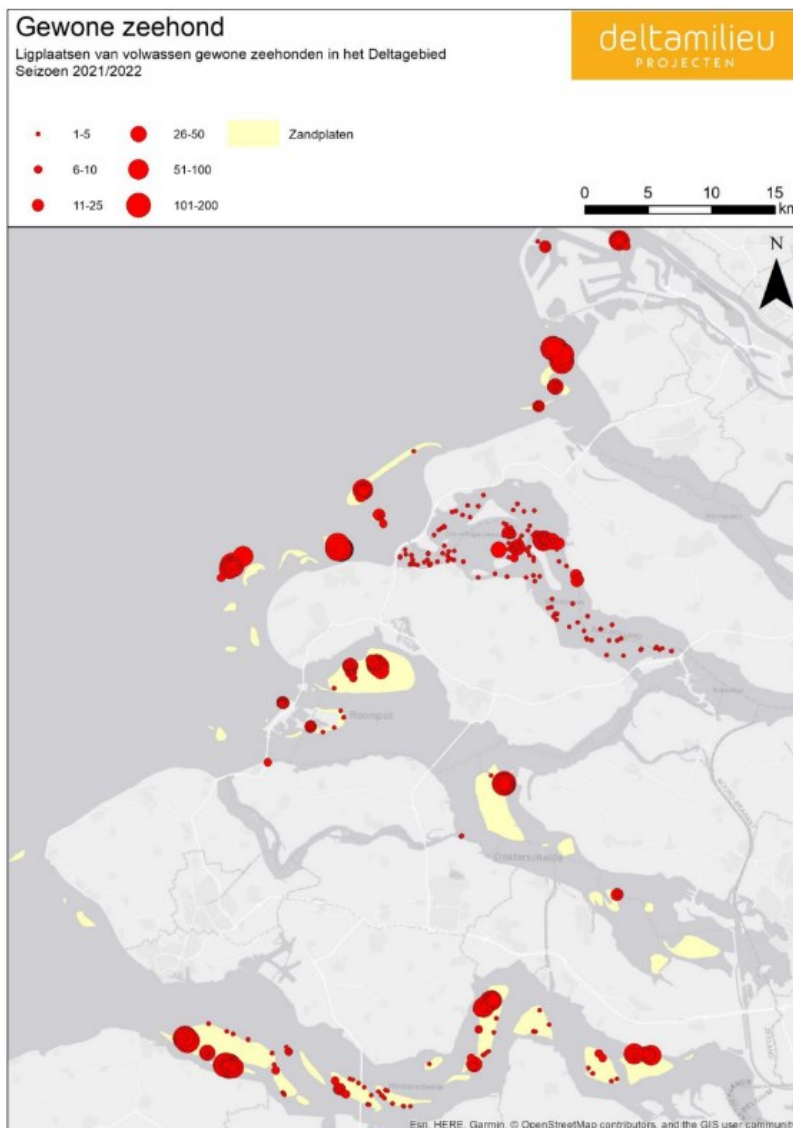 Gewone zeehond
Ligplaatsen van volwassen gewone zeehonden in het Deltagebied
Seizoen 2021/2022
deltamilieu
PROJECTEN
1-5
26-50
Zandplaten
6-10
51-100
11-25
101-200
0 5 10 15
km
N
Roompot
Oosterschelde
Westerschelde
Esri, HERE, Garmin, © OpenStreetMap contributors, and the GIS user community